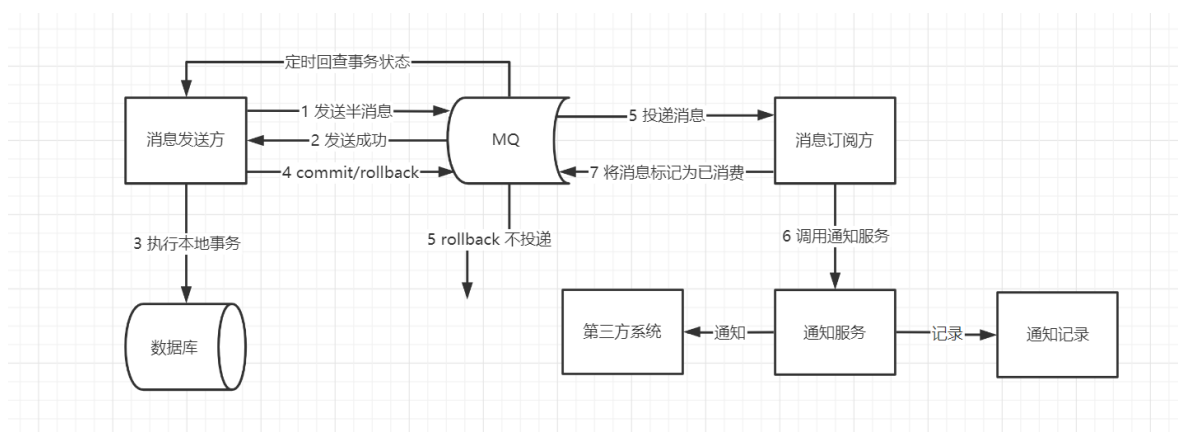 定时回查事务状态
1 发送半消息
消息发送方
2 发送成功
MQ
5 投递消息
消息订阅方
4 commit/rollback
7 将消息标记为已消费
3 执行本地事务
5 rollback 不投递
6 调用通知服务
数据库
第三方系统
通知
通知服务
记录
通知记录